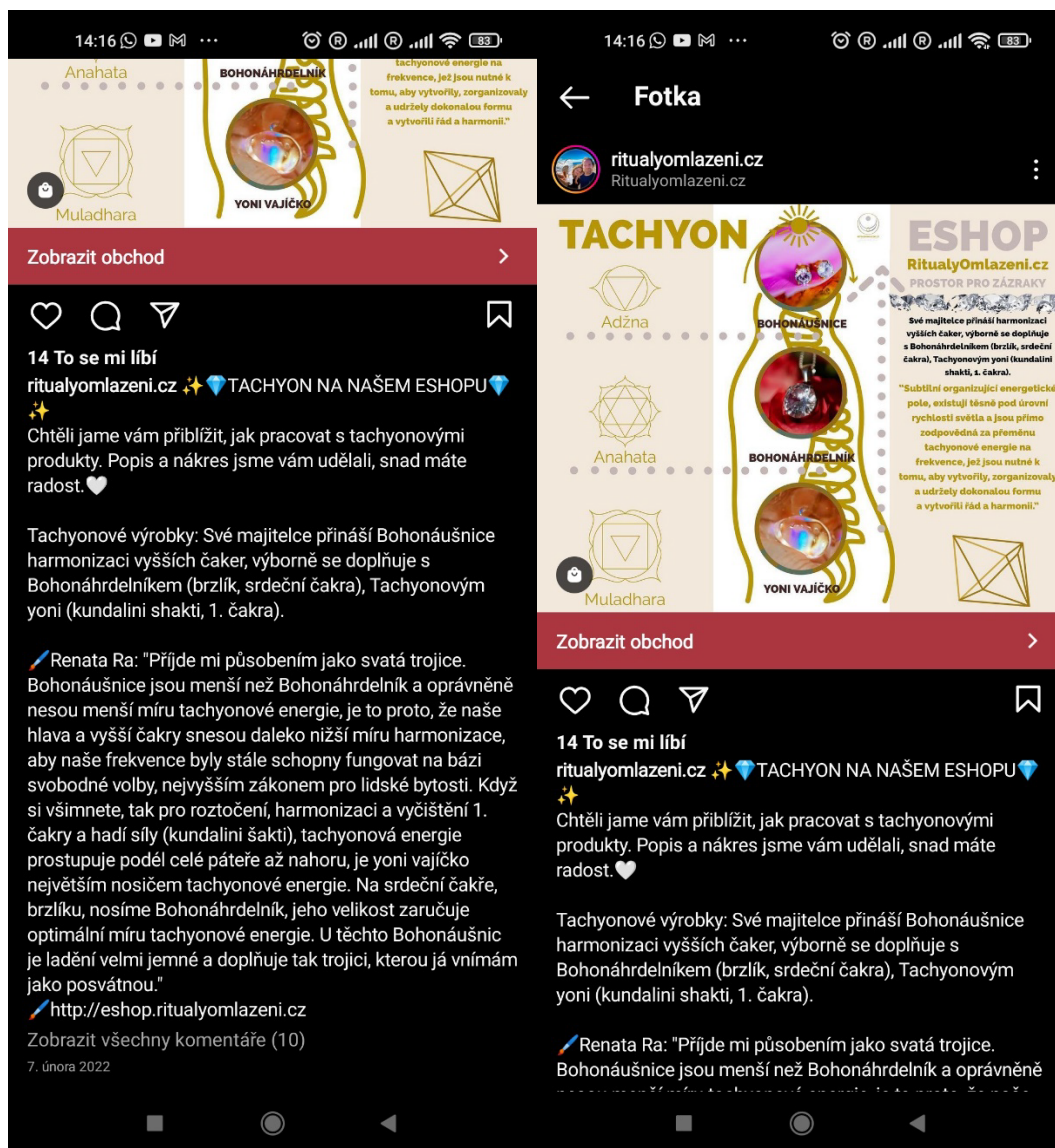 14:16
83
Anahata
BOHONÁHRDELNÍK
tachyonové energie na
frekvence, jež jsou nutné k
tomu, aby vytvořily, zorganizovaly
a udržely dokonalou formu
a vytvořili řád a harmonii."
Muladhara
YONI VAJÍČKO
Zobrazit obchod
14 To se mi líbí
ritualyomlazeni.cz ✨💎TACHYON NA NAŠEM ESHOPU💎
✨
Chtěli jame vám přiblížit, jak pracovat s tachyonovými
produkty. Popis a nákres jsme vám udělali, snad máte
radost.🤍
Tachyonové výrobky: Své majitelce přináší Bohonáušnice
harmonizaci vyšších čaker, výborně se doplňuje s
Bohonáhrdelníkem (brzlík, srdeční čakra), Tachyonovým
yoni (kundalini shakti, 1. čakra).
🖌️Renata Ra: "Příjde mi působením jako svatá trojice.
Bohonáušnice jsou menší než Bohonáhrdelník a oprávněně
nesou menší míru tachyonové energie, je to proto, že naše
hlava a vyšší čakry snesou daleko nižší míru harmonizace,
aby naše frekvence byly stále schopny fungovat na bázi
svobodné volby, nejvyšším zákonem pro lidské bytosti. Když
si všimnete, tak pro roztočení, harmonizaci a vyčištění 1.
čakry a hadí síly (kundalini šakti), tachyonová energie
prostupuje podél celé páteře až nahoru, je yoni vajíčko
největším nosičem tachyonové energie. Na srdeční čakře,
brzlíku, nosíme Bohonáhrdelník, jeho velikost zaručuje
optimální míru tachyonové energie. U těchto Bohonáušnic
je ladění velmi jemné a doplňuje tak trojici, kterou já vnímám
jako posvátnou."
🖌️http://eshop.ritualyomlazeni.cz
Zobrazit všechny komentáře (10)
7. února 2022
14:16
83
Fotka
ritualyomlazeni.cz
Ritualyomlazeni.cz
TACHYON
ESHOP
RitualyOmlazeni.cz
PROSTOR PRO ZÁZRAKY
Adžna
BOHONÁUŠNICE
Své majitelce přináší harmonizaci
vyšších čaker, výborně se doplňuje
s Bohonáhrdelníkem (brzlík, srdeční
čakra), Tachyonovým yoni (kundalini
shakti, 1. čakra).
"Subtilní organizující energetické
pole, existují těsně pod úrovní
rychlosti světla a jsou přímo
zodpovědná za přeměnu
tachyonové energie na
frekvence, jež jsou nutné k
tomu, aby vytvořily, zorganizovaly
a udržely dokonalou formu
a vytvořili řád a harmonii."
Anahata
BOHONÁHRDELNÍK
Muladhara
YONI VAJÍČKO
Zobrazit obchod
14 To se mi líbí
ritualyomlazeni.cz ✨💎TACHYON NA NAŠEM ESHOPU💎
✨
Chtěli jame vám přiblížit, jak pracovat s tachyonovými
produkty. Popis a nákres jsme vám udělali, snad máte
radost.🤍
Tachyonové výrobky: Své majitelce přináší Bohonáušnice
harmonizaci vyšších čaker, výborně se doplňuje s
Bohonáhrdelníkem (brzlík, srdeční čakra), Tachyonovým
yoni (kundalini shakti, 1. čakra).
🖌️Renata Ra: "Příjde mi působením jako svatá trojice.
Bohonáušnice jsou menší než Bohonáhrdelník a oprávněně